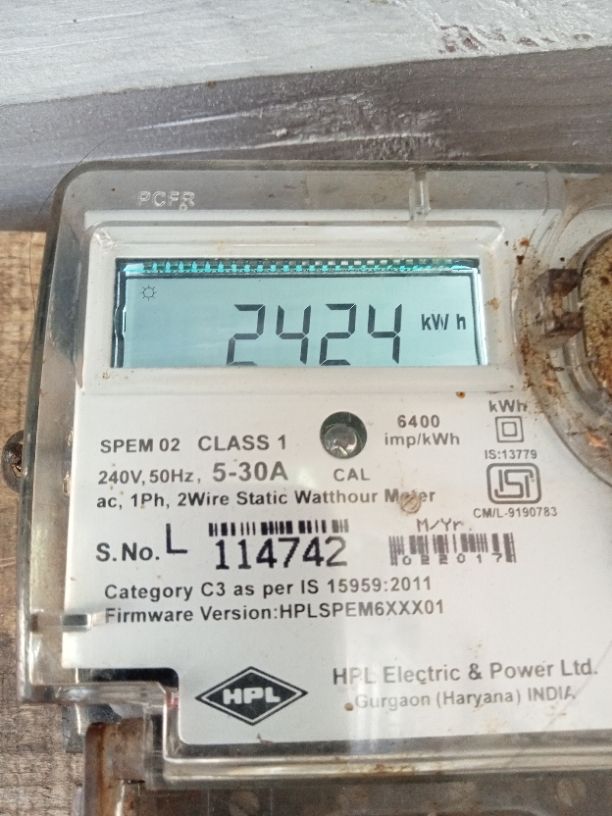 PCFR
2424 kW h
6400
imp/kWh
kWh
IS:13779
SPEM 02 CLASS 1
240V, 50Hz, 5-30A
CAL
ac, 1Ph, 2Wire Static Watthour Meter
ISI
CM/L-9190783
M/Yr.
S.No. L 114742
022017
Category C3 as per IS 15959:2011
Firmware Version:HPLSPEM6XXX01
HPL
HPL Electric & Power Ltd.
Gurgaon (Haryana) INDIA